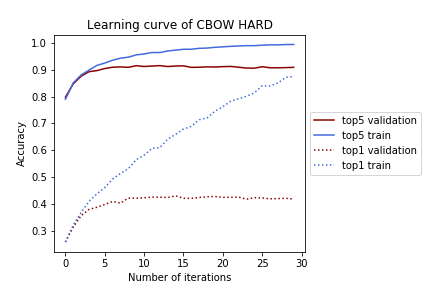 Learning curve of CBOW HARD
1.0
0.9
0.8
0.7
0.6
0.5
0.4
0.3
Accuracy
0
5
10
15
20
25
30
Number of iterations
top5 validation
top5 train
top1 validation
top1 train